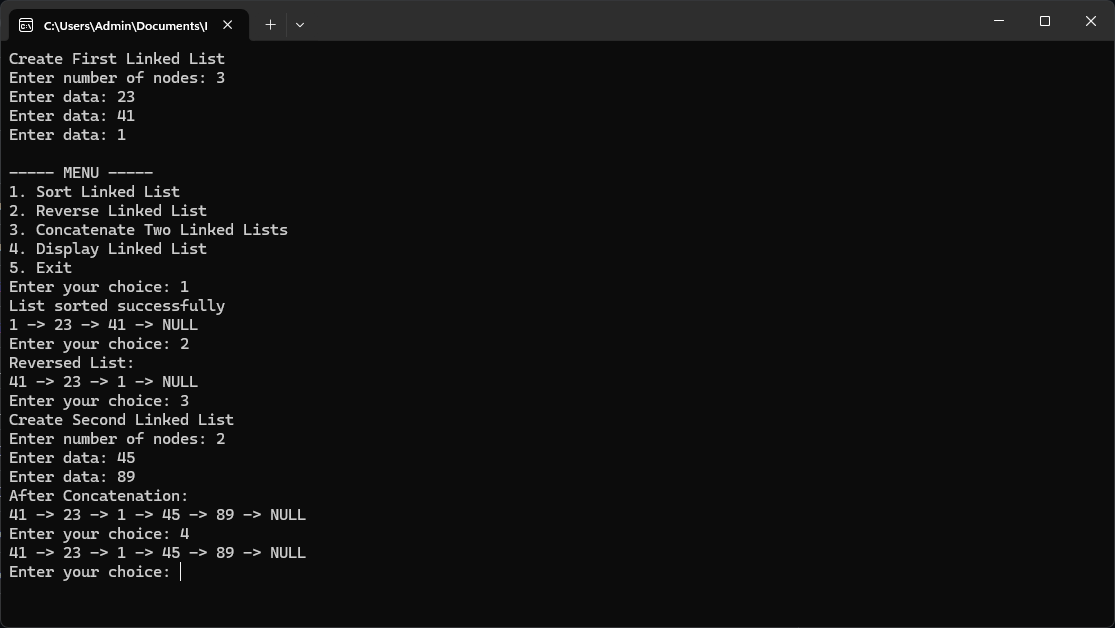 C:\Users\Admin\Documents\I
Create First Linked List
Enter number of nodes: 3
Enter data: 23
Enter data: 41
Enter data: 1
----- MENU -----
1. Sort Linked List
2. Reverse Linked List
3. Concatenate Two Linked Lists
4. Display Linked List
5. Exit
Enter your choice: 1
List sorted successfully
1 -> 23 -> 41 -> NULL
Enter your choice: 2
Reversed List:
41 -> 23 -> 1 -> NULL
Enter your choice: 3
Create Second Linked List
Enter number of nodes: 2
Enter data: 45
Enter data: 89
After Concatenation:
41 -> 23 -> 1 -> 45 -> 89 -> NULL
Enter your choice: 4
41 -> 23 -> 1 -> 45 -> 89 -> NULL
Enter your choice: